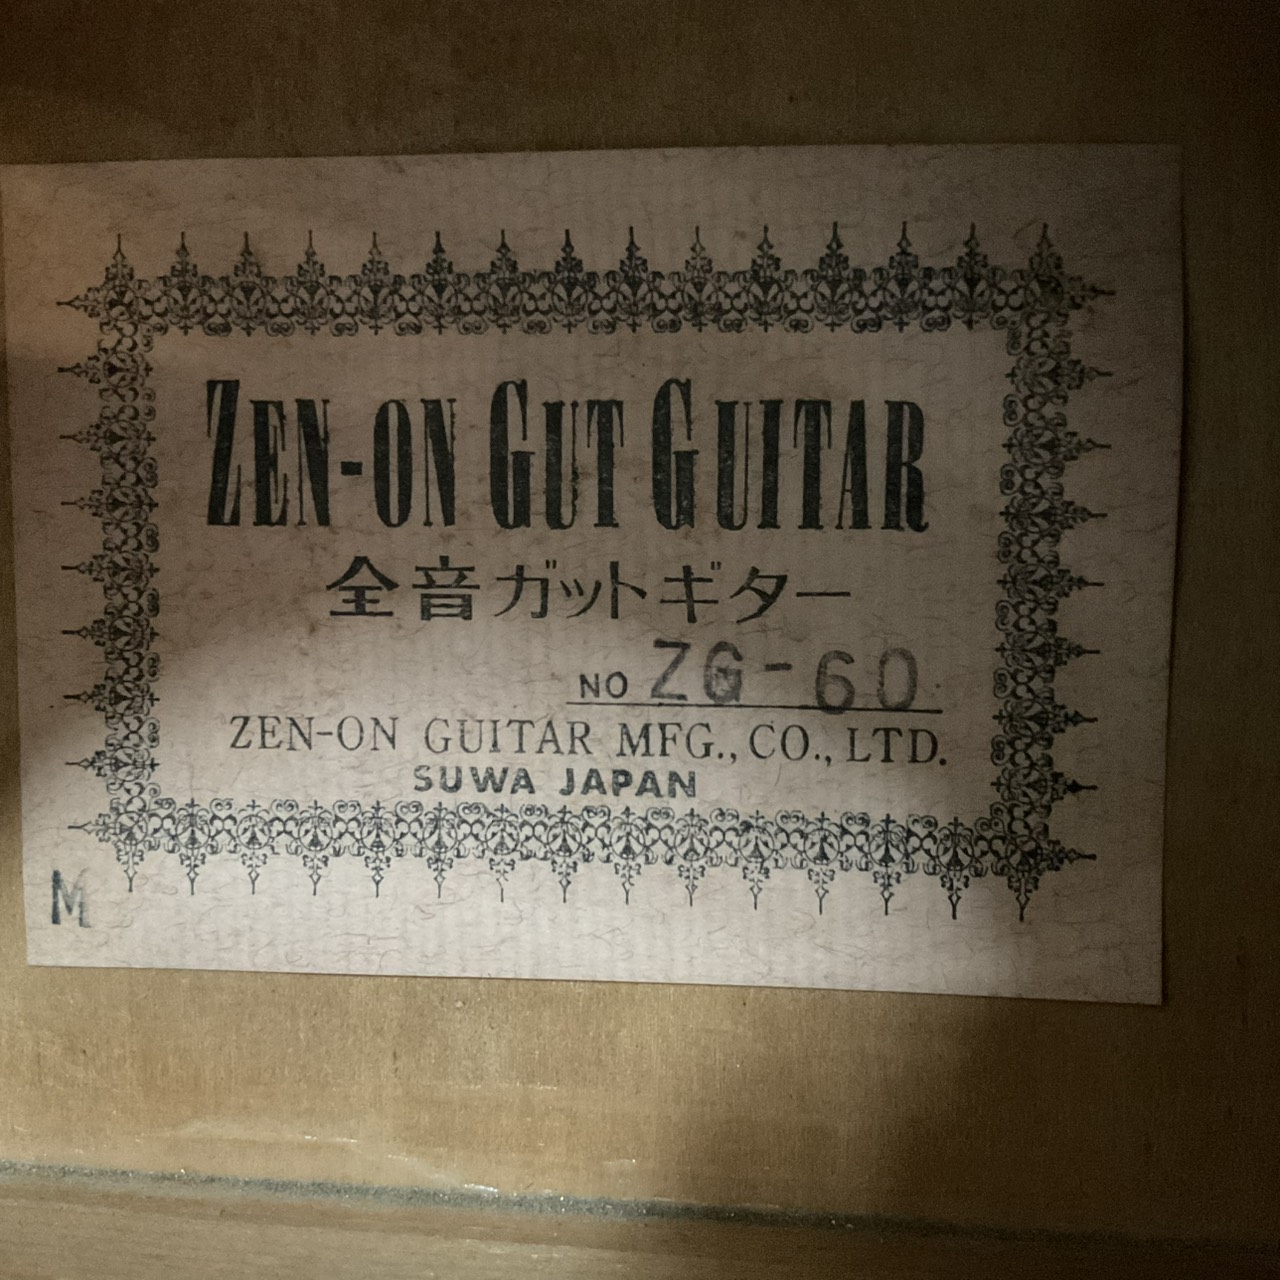 ZEN-ON GUT GUITAR
全音ガットギター
NO ZG-60
ZEN-ON GUITAR MFG., CO., LTD.
SUWA JAPAN
M